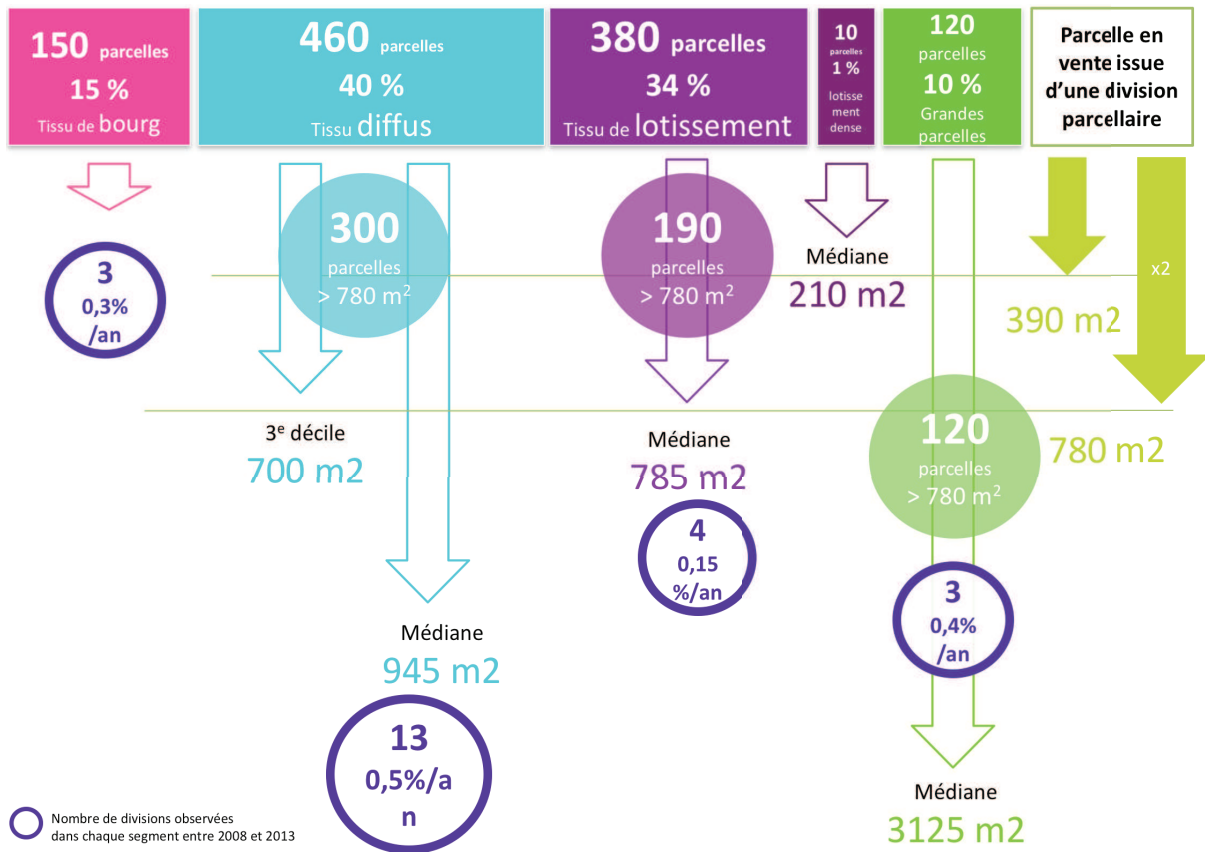 150 parcelles
15 %
Tissu de bourg
460 parcelles
40 %
Tissu diffus
380 parcelles
34 %
Tissu de lotissement
10
parcelles
1 %
lotisse
ment
dense
120
parcelles
10 %
Grandes
parcelles
Parcelle en
vente issue
d'une division
parcellaire
3
0,3%
/an
300
parcelles
> 780 m²
190
parcelles
> 780 m²
Médiane
210 m2
x2
390 m2
3e décile
700 m2
Médiane
785 m2
120
parcelles
> 780 m²
780 m2
4
0,15
%/an
3
0,4%
/an
Médiane
945 m2
13
0,5%/a
n
Médiane
3125 m2
Nombre de divisions observées
dans chaque segment entre 2008 et 2013